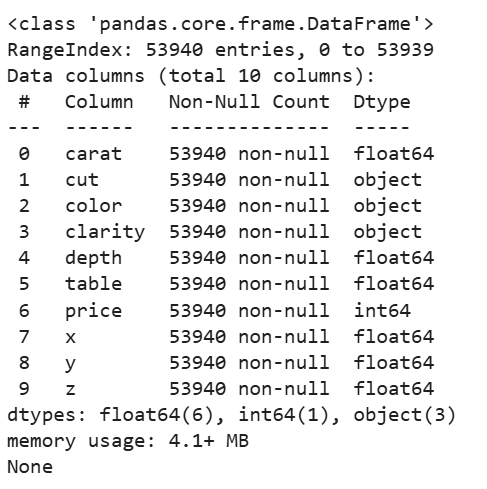 <class 'pandas.core.frame.DataFrame'>
RangeIndex: 53940 entries, 0 to 53939
Data columns (total 10 columns):
 #   Column   Non-Null Count  Dtype
---  ------   --------------  -----
 0   carat    53940 non-null  float64
 1   cut      53940 non-null  object
 2   color    53940 non-null  object
 3   clarity  53940 non-null  object
 4   depth    53940 non-null  float64
 5   table    53940 non-null  float64
 6   price    53940 non-null  int64
 7   x        53940 non-null  float64
 8   y        53940 non-null  float64
 9   z        53940 non-null  float64
dtypes: float64(6), int64(1), object(3)
memory usage: 4.1+ MB
None